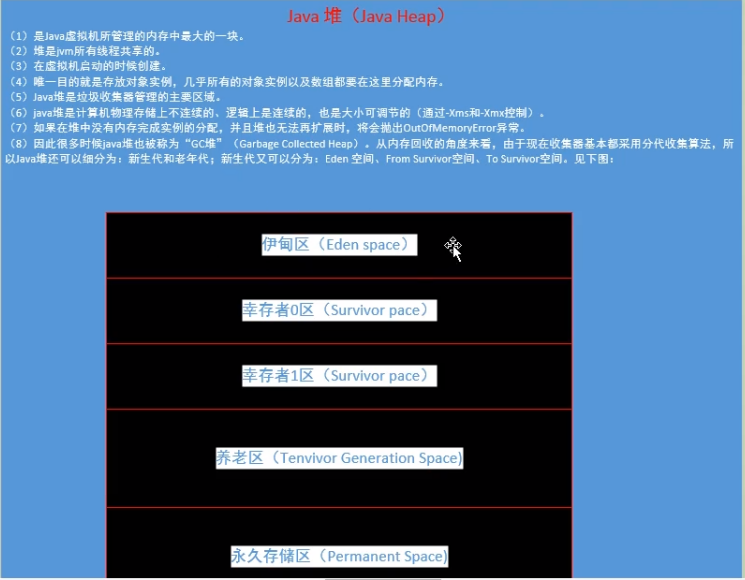 Java 堆（Java Heap）
（1）是Java虚拟机所管理的内存中最大的一块。
（2）堆是jvm所有线程共享的。
（3）在虚拟机启动的时候创建。
（4）唯一目的就是存放对象实例，几乎所有的对象实例以及数组都要在这里分配内存。
（5）Java堆是垃圾收集器管理的主要区域。
（6）java堆是计算机物理存储上不连续的、逻辑上是连续的，也是大小可调节的（通过-Xms和-Xmx控制）。
（7）如果在堆中没有内存完成实例的分配，并且堆也无法再扩展时，将会抛出OutOfMemoryError异常。
（8）因此很多时候java堆也被称为“GC堆”（Garbage Collected Heap）。从内存回收的角度来看，由于现在收集器基本都采用分代收集算法，所
以Java堆还可以细分为：新生代和老年代；新生代又可以分为：Eden 空间、From Survivor空间、To Survivor空间。见下图：
伊甸区（Eden space）
幸存者0区（Survivor pace）
幸存者1区（Survivor pace）
养老区（Tenvivor Generation Space)
永久存储区（Permanent Space)